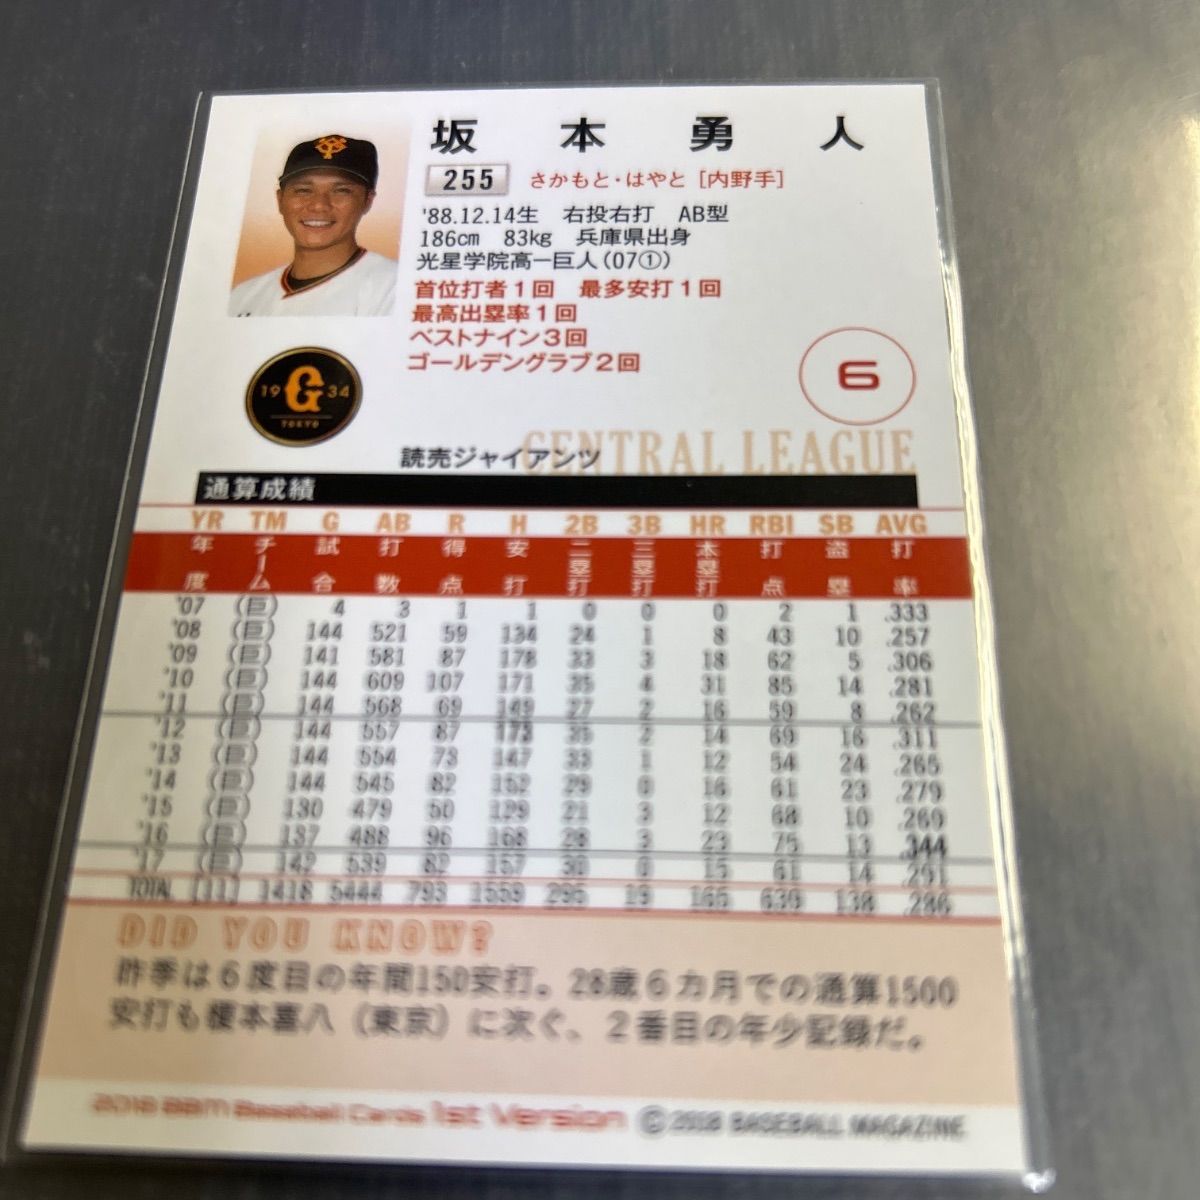 坂本勇人
255 さかもと・はやと [内野手]
'88.12.14生 右投右打 AB型
186cm 83kg 兵庫県出身
光星学院高ー巨人(07①)
首位打者1回 最多安打1回
最高出塁率1回
ベストナイン3回
ゴールデングラブ2回
6
19 G 34
TOKYO
CENTRAL LEAGUE
読売ジャイアンツ
通算成績
YR TM G AB R H 2B 3B HR RBI SB AVG
年度 チーム 試合 打数 得点 安打 二塁打 三塁打 本塁打 打点 盗塁 打率
'07 (巨) 4 3 1 1 0 0 0 2 1 .333
'08 (巨) 144 521 59 134 24 1 8 43 10 .257
'09 (巨) 141 581 87 178 33 3 18 62 5 .306
'10 (巨) 144 609 107 171 35 4 31 85 14 .281
'11 (巨) 144 568 69 149 27 2 16 59 8 .262
'12 (巨) 144 557 87 173 35 2 14 69 16 .311
'13 (巨) 144 554 73 147 33 1 12 54 24 .265
'14 (巨) 144 545 82 152 29 0 16 61 23 .279
'15 (巨) 130 479 50 129 21 3 12 68 10 .269
'16 (巨) 137 488 96 168 28 3 23 75 13 .344
'17 (巨) 142 539 82 157 30 0 15 61 14 .291
TOTAL [11] 1418 5444 793 1559 295 19 165 639 138 .286
DID YOU KNOW?
昨季は6度目の年間150安打。28歳6カ月での通算1500
安打も榎本喜八(東京)に次ぐ、2番目の年少記録だ。
2018 BBM Baseball Cards 1st Version © 2018 BASEBALL MAGAZINE